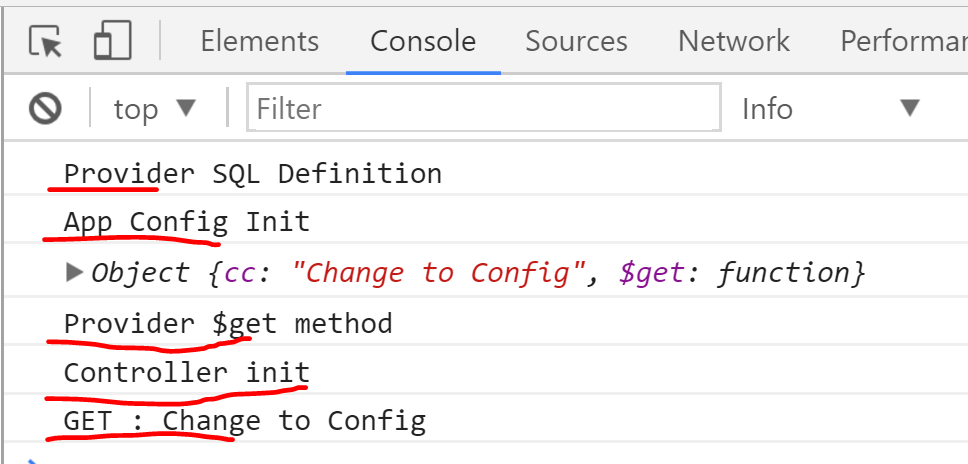 Elements Console Sources Network Performa
top Filter Info
Provider SQL Definition
App Config Init
Object {cc: "Change to Config", $get: function}
Provider $get method
Controller init
GET : Change to Config